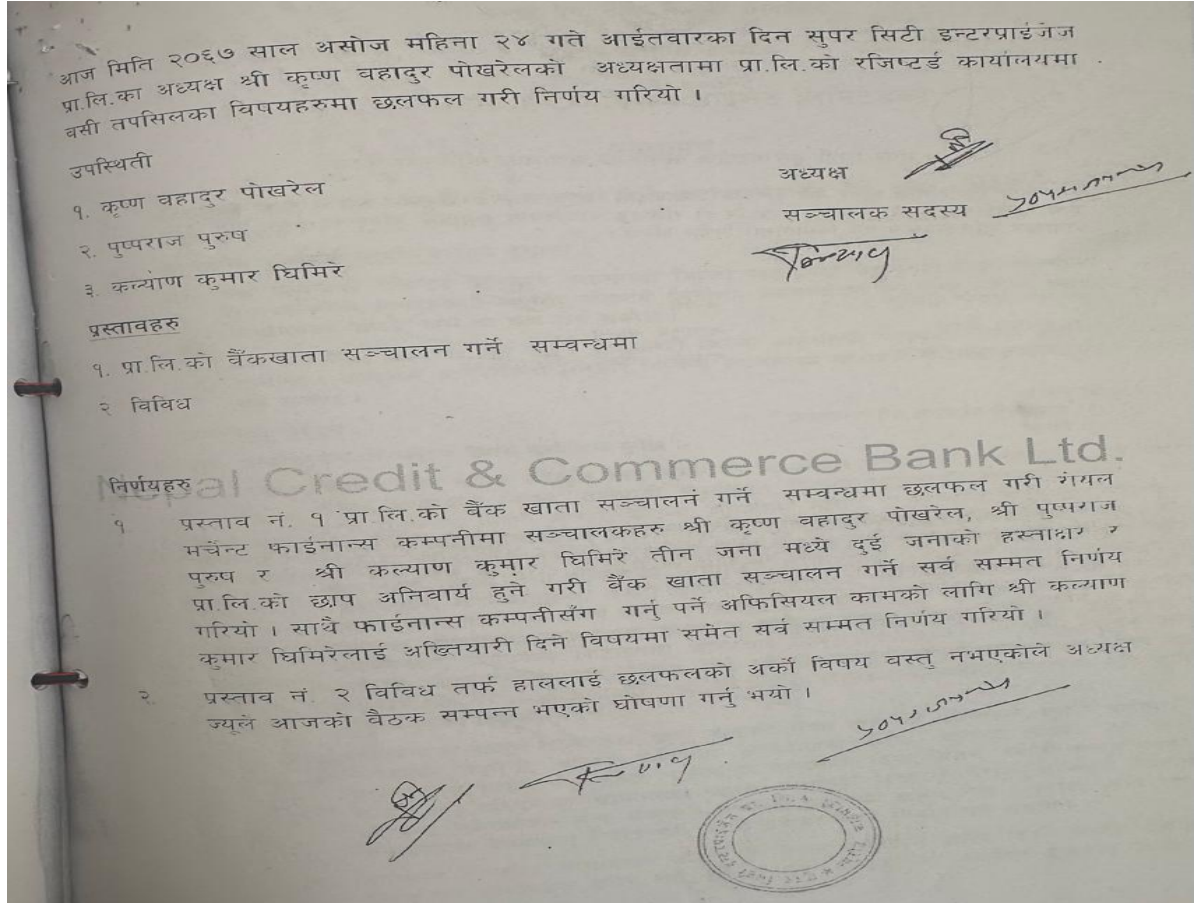 आज मिति २०६७ साल असोज महिना २४ गते आईतवारका दिन सुपर सिटी इन्टरप्राईजेज
प्रा.लि.का अध्यक्ष श्री कृष्ण वहादुर पोखरेलको अध्यक्षतामा प्रा.लि.को रजिष्टर्ड कार्यालयमा
वसी तपसिलका विषयहरुमा छलफल गरी निर्णय गरियो ।
उपस्थिती
१. कृष्ण वहादुर पोखरेल अध्यक्ष
२. पुष्पराज पुरुष सञ्चालक सदस्य
३. कल्याण कुमार घिमिरे
प्रस्तावहरु
१. प्रा.लि.को वैंकखाता सञ्चालन गर्ने सम्वन्धमा
२ विविध
Nepal Credit & Commerce Bank Ltd.
निर्णयहरु
१ प्रस्ताव नं. १ प्रा.लि.को वैंक खाता सञ्चालन गर्ने सम्वन्धमा छलफल गरी रोयल
मर्चेन्ट फाईनान्स कम्पनीमा सञ्चालकहरु श्री कृष्ण वहादुर पोखरेल, श्री पुष्पराज
पुरुष र श्री कल्याण कुमार घिमिरे तीन जना मध्ये दुई जनाको हस्ताक्षर र
प्रा.लि.को छाप अनिवार्य हुने गरी वैंक खाता सञ्चालन गर्ने सर्व सम्मत निर्णय
गरियो । साथै फाईनान्स कम्पनीसँग गर्नु पर्ने अफिसियल कामको लागि श्री कल्याण
कुमार घिमिरेलाई अख्तियारी दिने विषयमा समेत सर्व सम्मत निर्णय गरियो ।
२. प्रस्ताव नं. २ विविध तर्फ हाललाई छलफलको अर्को विषय वस्तु नभएकोले अध्यक्ष
ज्यूले आजको वैठक सम्पन्न भएको घोषणा गर्नु भयो ।